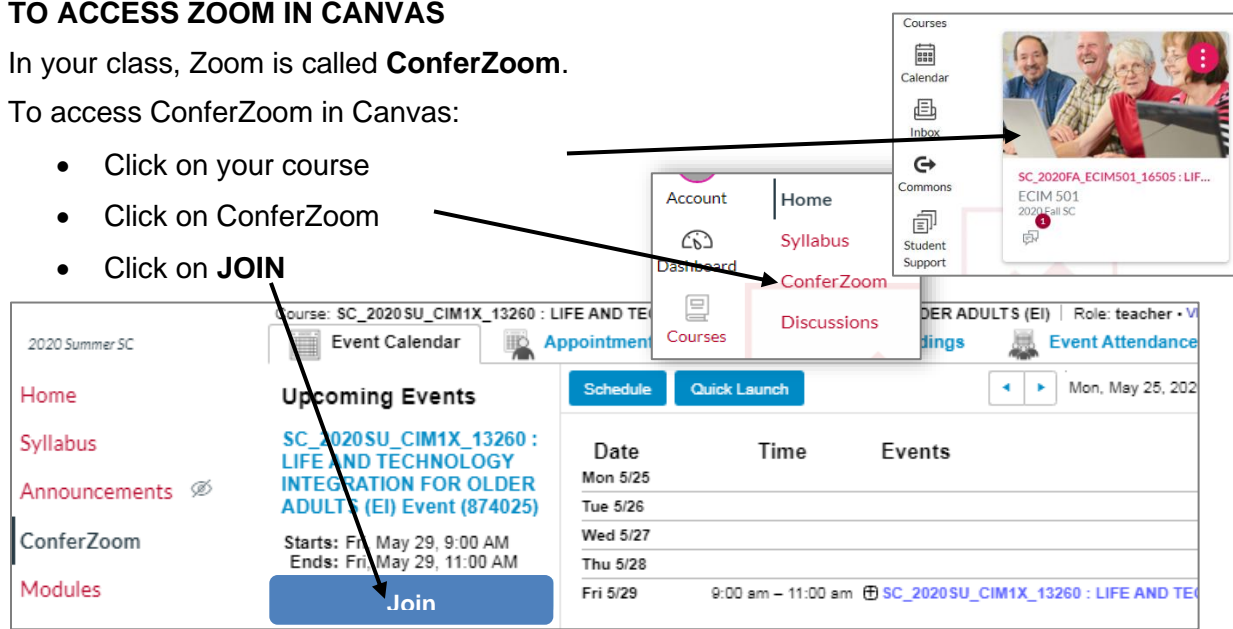 TO ACCESS ZOOM IN CANVAS
In your class, Zoom is called ConferZoom.
To access ConferZoom in Canvas:
• Click on your course
• Click on ConferZoom
• Click on JOIN
Courses
Calendar
Inbox
Commons
Student
Support
SC_2020FA_ECIM501_16505 : LIF...
ECIM 501
2020 Fall SC
1
Account
Dashboard
Courses
Home
Syllabus
ConferZoom
Discussions
2020 Summer SC
Home
Syllabus
Announcements
ConferZoom
Modules
Course: SC_2020SU_CIM1X_13260 : LIFE AND TE DER ADULTS (EI) | Role: teacher •
Event Calendar Appointment dings Event Attendance
Upcoming Events
SC_2020SU_CIM1X_13260 :
LIFE AND TECHNOLOGY
INTEGRATION FOR OLDER
ADULTS (EI) Event (874025)
Starts: Fri, May 29, 9:00 AM
Ends: Fri, May 29, 11:00 AM
Join
Schedule Quick Launch Mon, May 25, 202
Date Time Events
Mon 5/25
Tue 5/26
Wed 5/27
Thu 5/28
Fri 5/29 9:00 am – 11:00 am SC_2020SU_CIM1X_13260 : LIFE AND TE